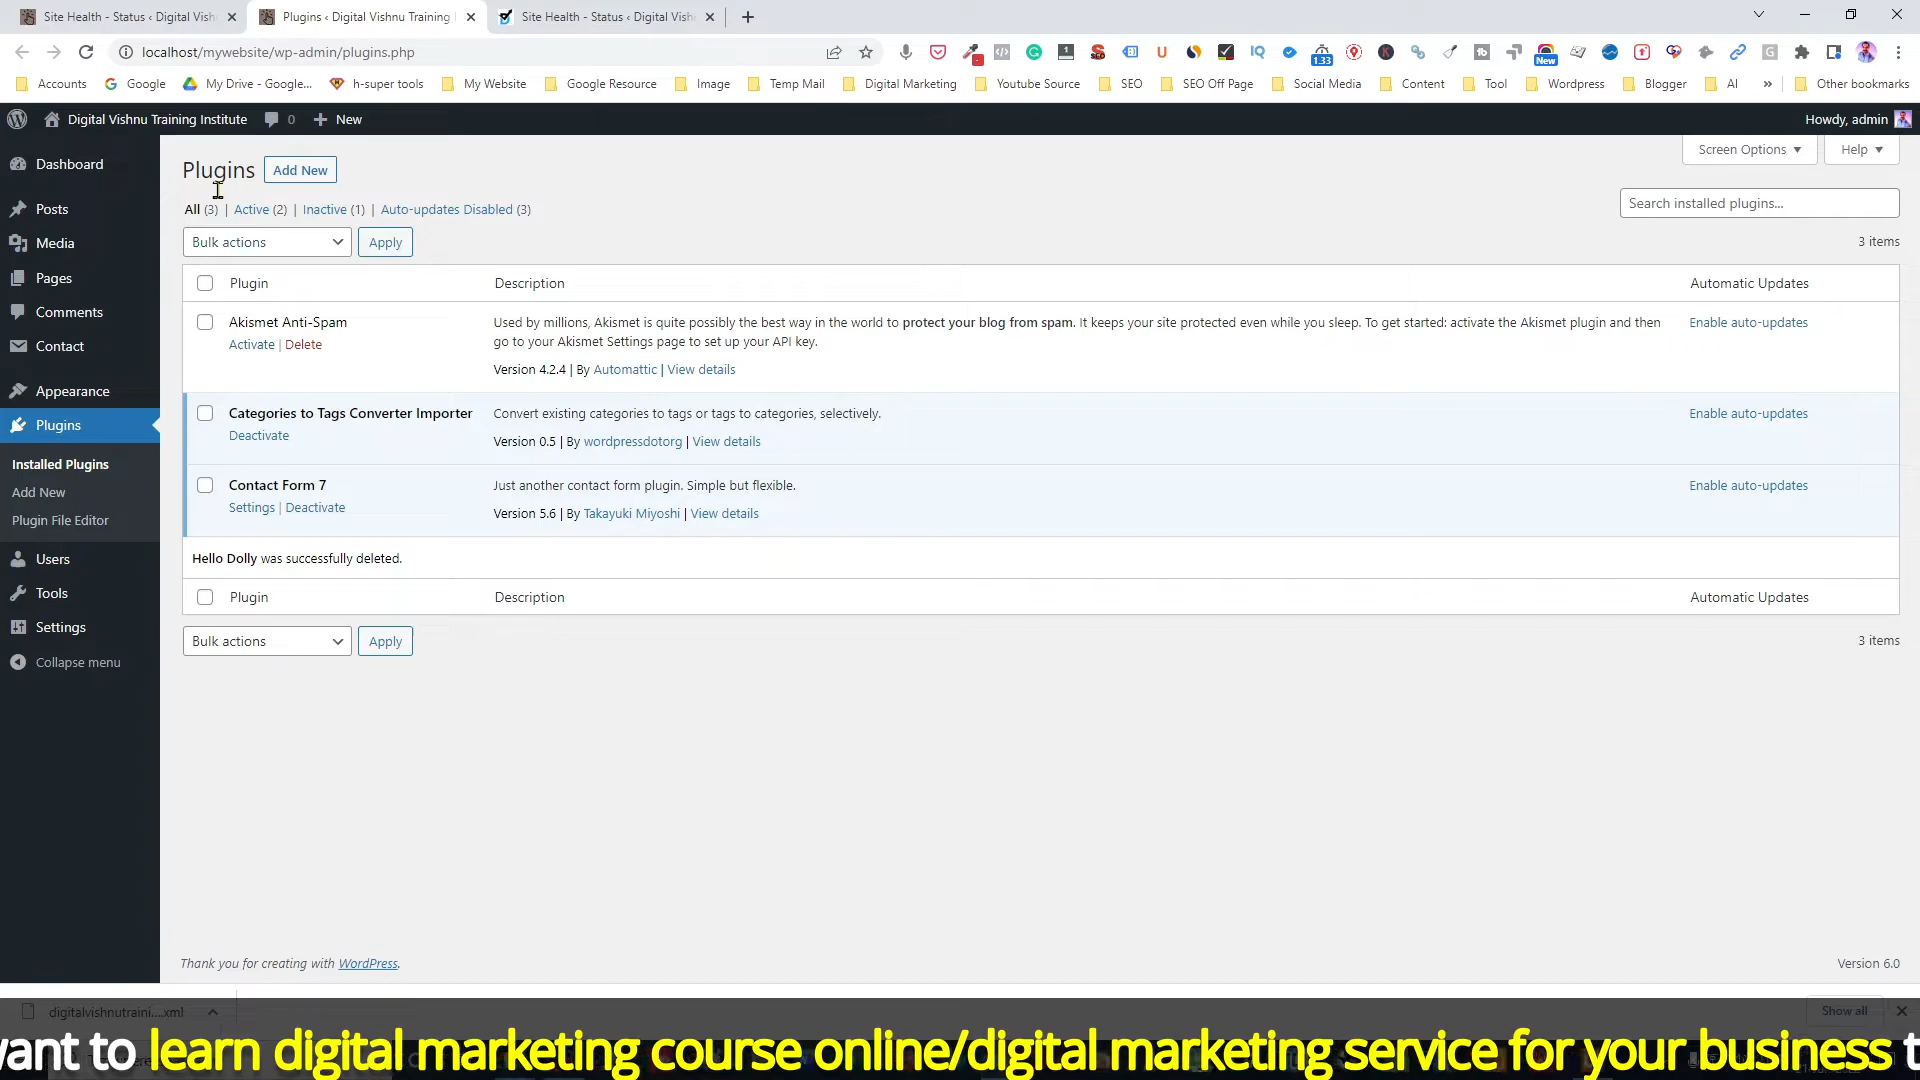 Site Health - Status ‹ Digital Vish
Plugins ‹ Digital Vishnu Training
Site Health - Status ‹ Digital Vish
localhost/mywebsite/wp-admin/plugins.php
1.33
New
Accounts
Google
My Drive - Google...
h-super tools
My Website
Google Resource
Image
Temp Mail
Digital Marketing
Youtube Source
SEO
SEO Off Page
Social Media
Content
Tool
Wordpress
Blogger
AI
»
Other bookmarks
Digital Vishnu Training Institute
0
New
Howdy, admin
Dashboard
Posts
Media
Pages
Comments
Contact
Appearance
Plugins
Installed Plugins
Add New
Plugin File Editor
Users
Tools
Settings
Collapse menu
Screen Options
Help
Plugins
Add New
All (3) | Active (2) | Inactive (1) | Auto-updates Disabled (3)
Search installed plugins...
Bulk actions
Apply
3 items
Plugin
Description
Automatic Updates
Akismet Anti-Spam
Activate | Delete
Used by millions, Akismet is quite possibly the best way in the world to protect your blog from spam. It keeps your site protected even while you sleep. To get started: activate the Akismet plugin and then
go to your Akismet Settings page to set up your API key.
Version 4.2.4 | By Automattic | View details
Enable auto-updates
Categories to Tags Converter Importer
Deactivate
Convert existing categories to tags or tags to categories, selectively.
Version 0.5 | By wordpressdotorg | View details
Enable auto-updates
Contact Form 7
Settings | Deactivate
Just another contact form plugin. Simple but flexible.
Version 5.6 | By Takayuki Miyoshi | View details
Enable auto-updates
Hello Dolly was successfully deleted.
Plugin
Description
Automatic Updates
Bulk actions
Apply
3 items
Thank you for creating with WordPress.
Version 6.0
digitalvishnutraini....xml
Show all
want to learn digital marketing course online/digital marketing service for your business t